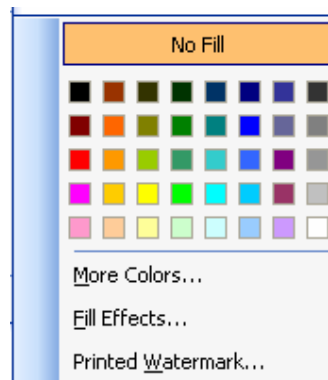 No Fill
More Colors...
Fill Effects...
Printed Watermark...